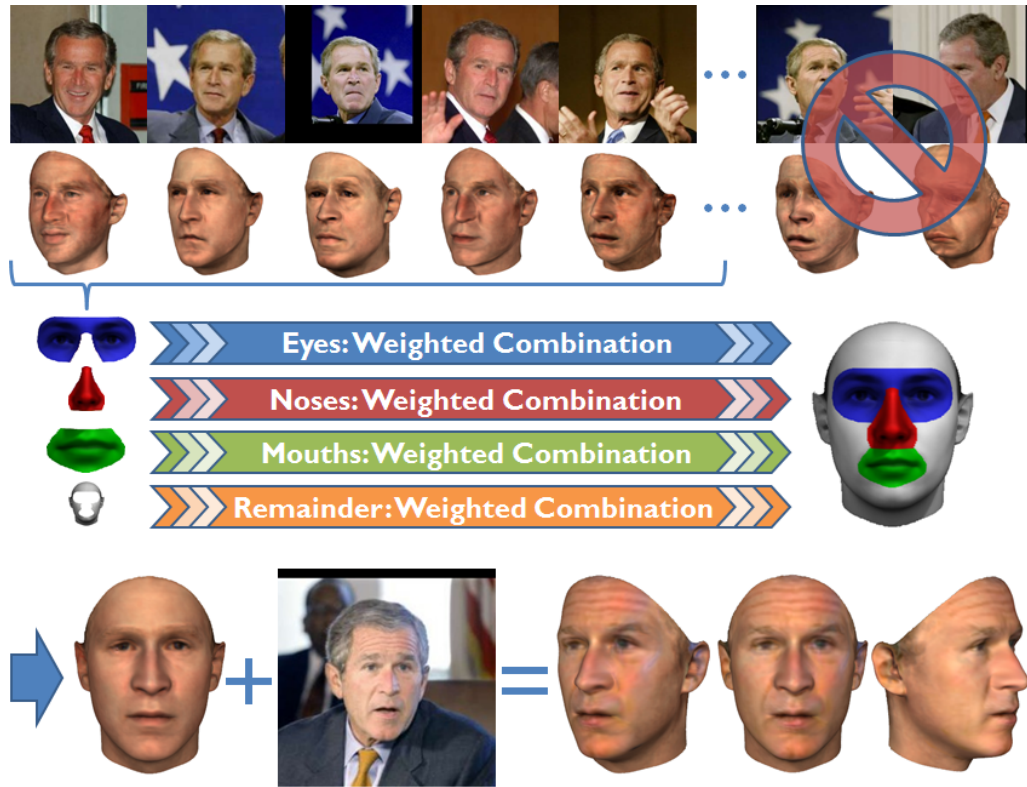 Eyes: Weighted Combination
Noses: Weighted Combination
Mouths: Weighted Combination
Remainder: Weighted Combination